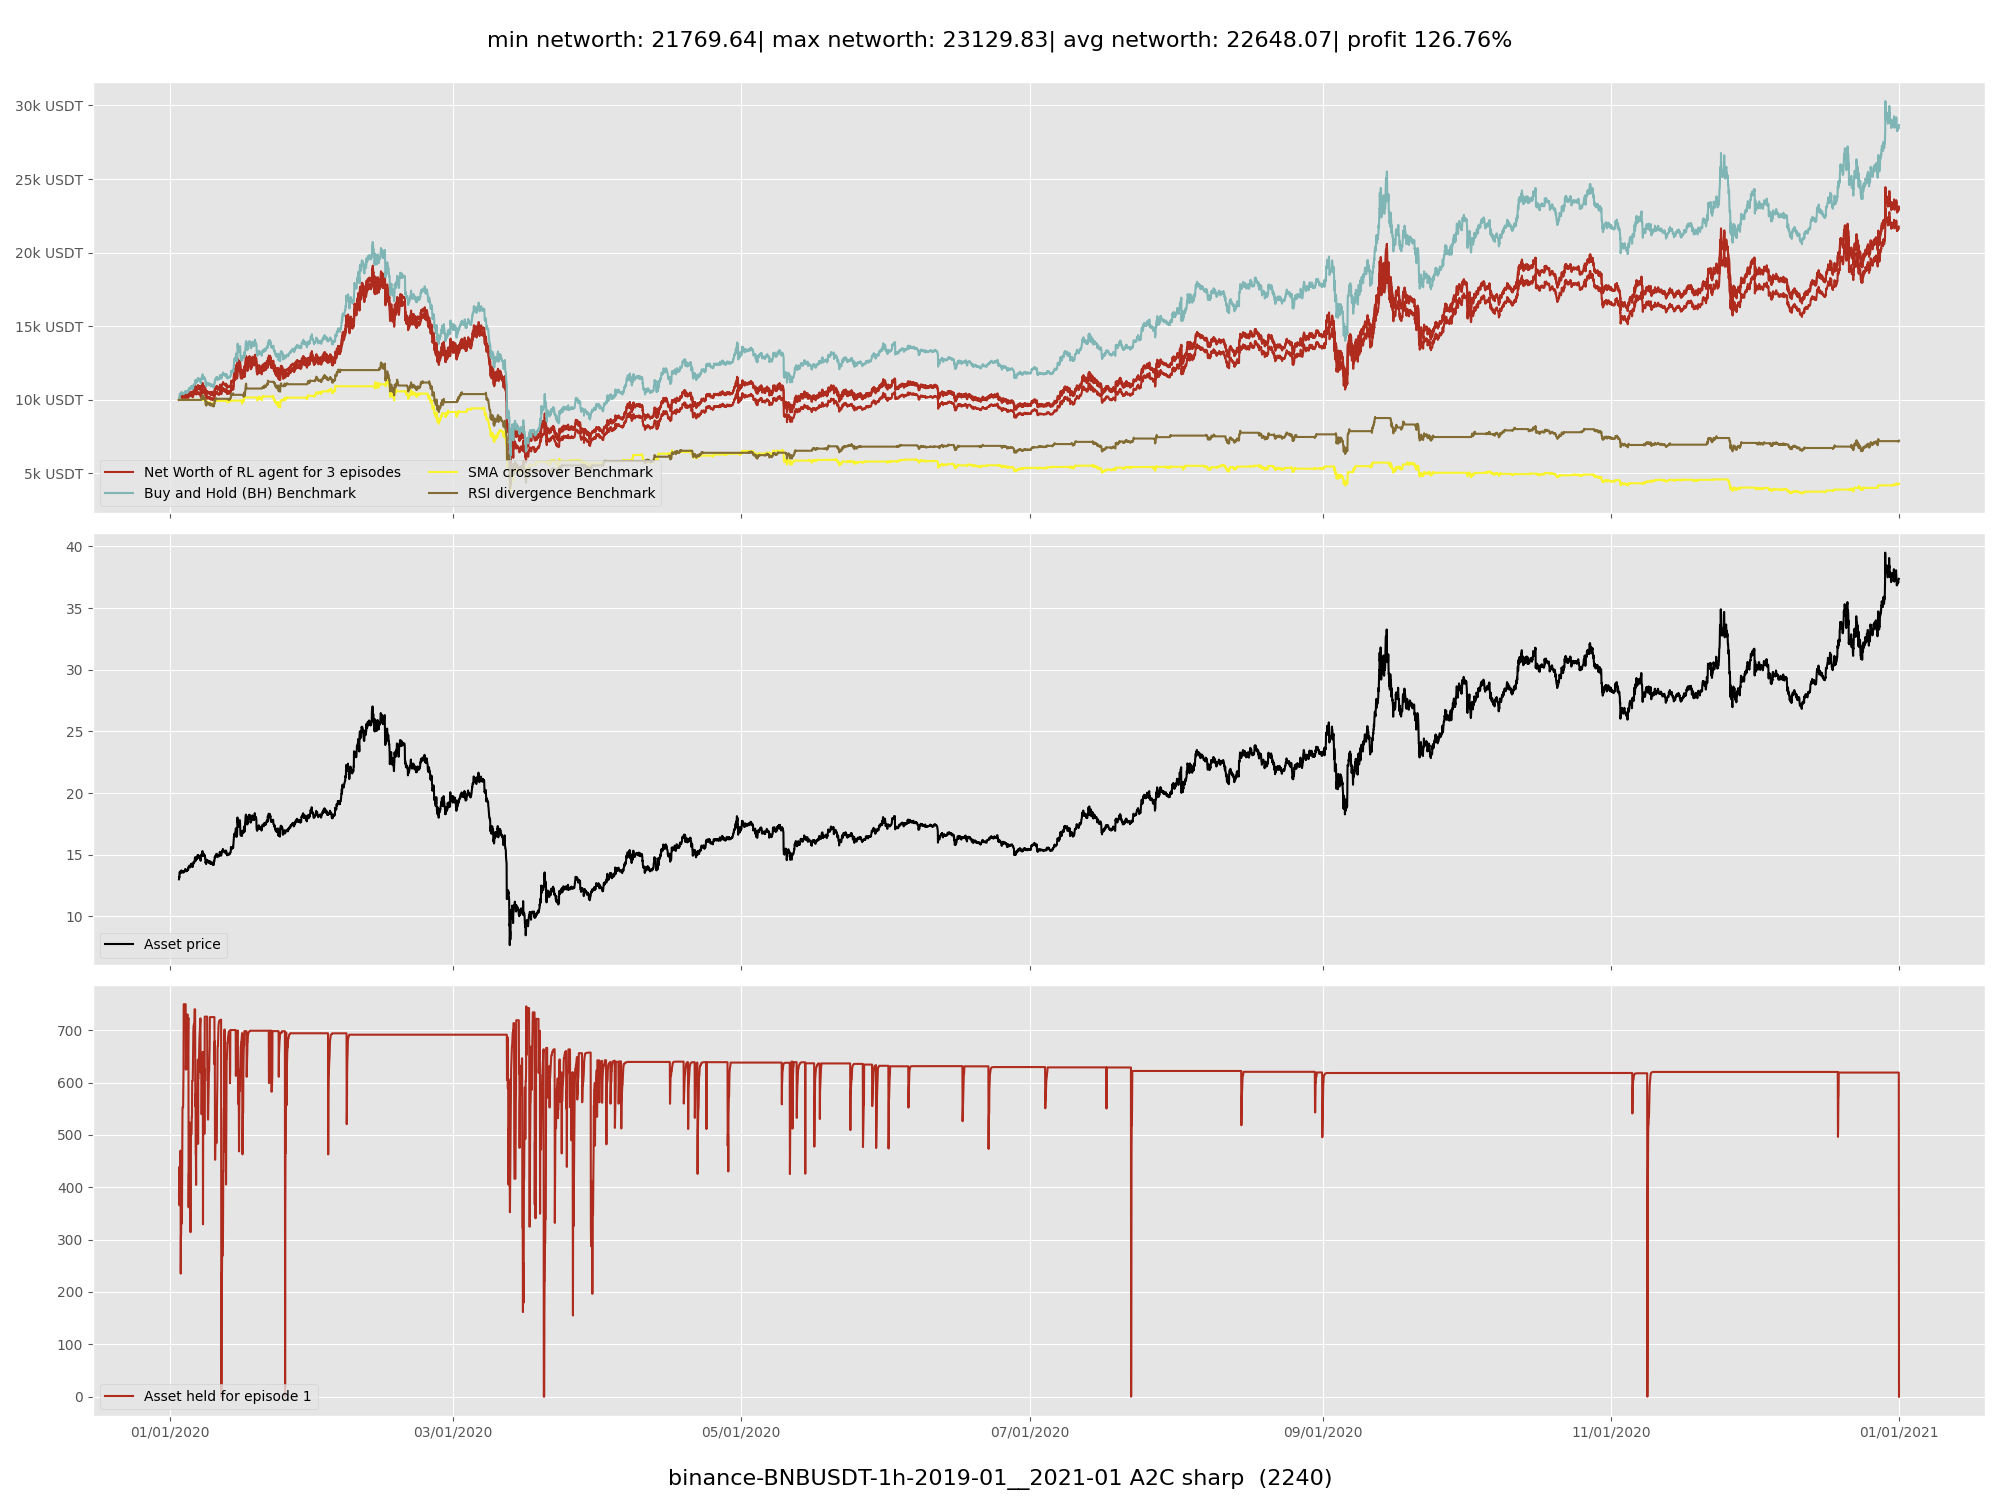 min networth: 21769.64| max networth: 23129.83| avg networth: 22648.07| profit 126.76%
30k USDT
25k USDT
20k USDT
15k USDT
10k USDT
5k USDT
Net Worth of RL agent for 3 episodes
Buy and Hold (BH) Benchmark
SMA crossover Benchmark
RSI divergence Benchmark
40
35
30
25
20
15
10
Asset price
700
600
500
400
300
200
100
0
Asset held for episode 1
01/01/2020 03/01/2020 05/01/2020 07/01/2020 09/01/2020 11/01/2020 01/01/2021
binance-BNBUSDT-1h-2019-01__2021-01 A2C sharp (2240)